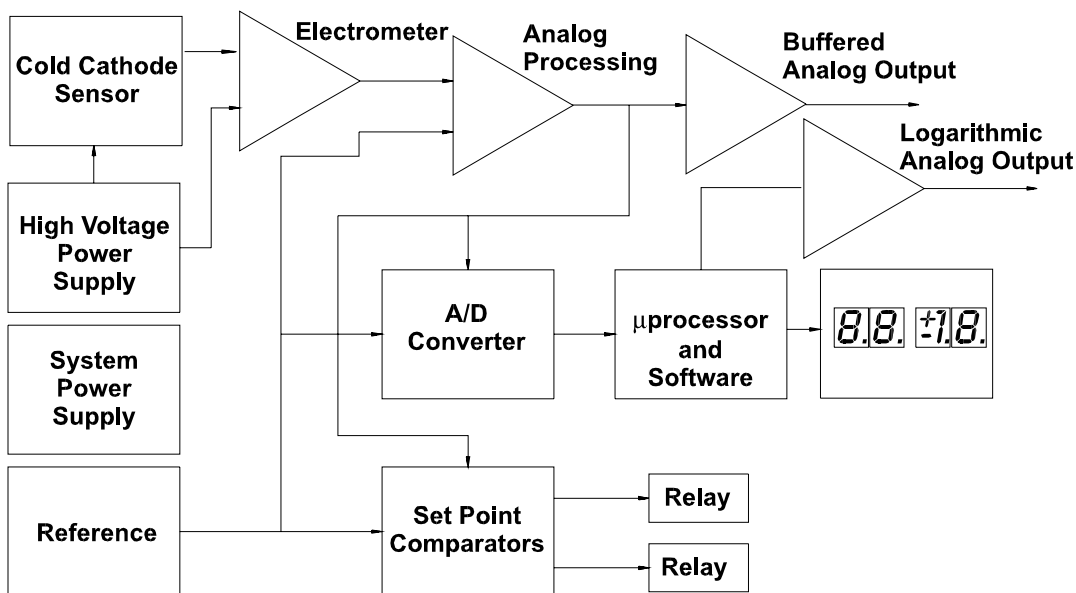 Cold Cathode
Sensor
Electrometer
Analog
Processing
Buffered
Analog Output
Logarithmic
Analog Output
High Voltage
Power
Supply
A/D
Converter
μprocessor
and
Software
8.8. ±1.8.
System
Power
Supply
Reference
Set Point
Comparators
Relay
Relay